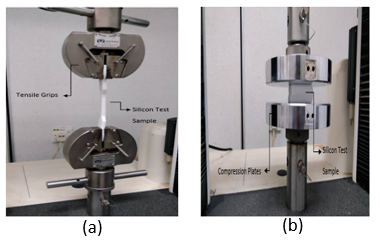 Tensile Grips
Silicon Test
Sample
(a)
Silicon Test
Compression Plates
Sample
(b)